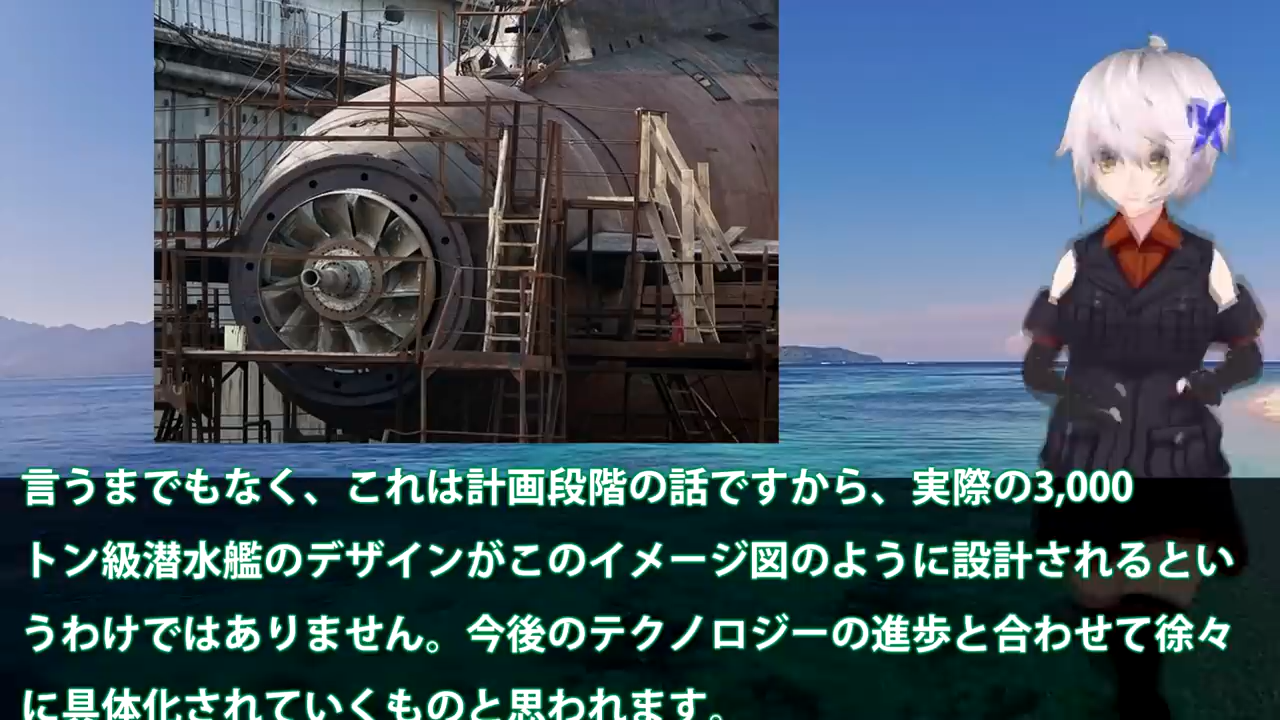 言うまでもなく、これは計画段階の話ですから、実際の3,000
トン級潜水艦のデザインがこのイメージ図のように設計されるとい
うわけではありません。今後のテクノロジーの進歩と合わせて徐々
に具体化されていくものと思われます。